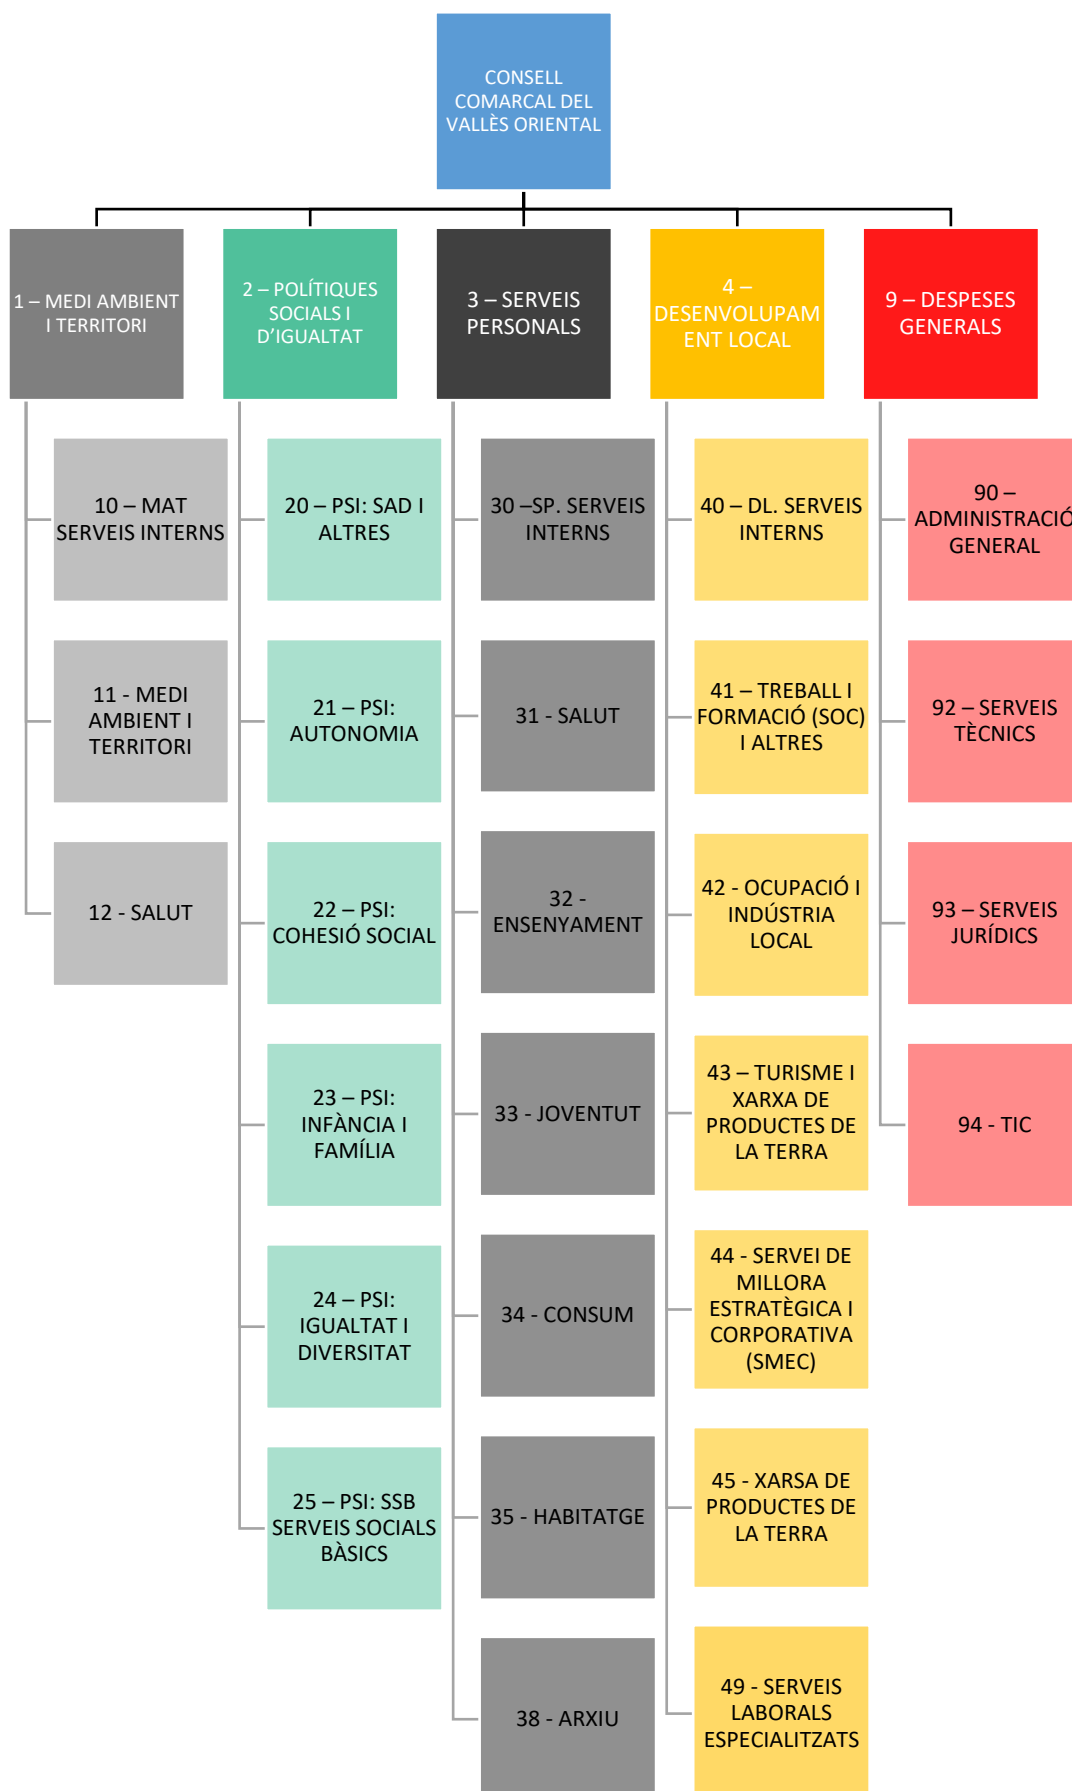 CONSELL
COMARCAL DEL
VALLÈS ORIENTAL
1 – MEDI AMBIENT
I TERRITORI
10 – MAT
SERVEIS INTERNS
11 - MEDI
AMBIENT I
TERRITORI
12 - SALUT
2 – POLÍTIQUES
SOCIALS I
D’IGUALTAT
20 – PSI: SAD I
ALTRES
21 – PSI:
AUTONOMIA
22 – PSI:
COHESIÓ SOCIAL
23 – PSI:
INFÀNCIA I
FAMÍLIA
24 – PSI:
IGUALTAT I
DIVERSITAT
25 – PSI: SSB
SERVEIS SOCIALS
BÀSICS
3 – SERVEIS
PERSONALS
30 –SP. SERVEIS
INTERNS
31 - SALUT
32 -
ENSENYAMENT
33 - JOVENTUT
34 - CONSUM
35 - HABITATGE
38 - ARXIU
4 –
DESENVOLUPAM
ENT LOCAL
40 – DL. SERVEIS
INTERNS
41 – TREBALL I
FORMACIÓ (SOC)
I ALTRES
42 - OCUPACIÓ I
INDÚSTRIA
LOCAL
43 – TURISME I
XARXA DE
PRODUCTES DE
LA TERRA
44 - SERVEI DE
MILLORA
ESTRATÈGICA I
CORPORATIVA
(SMEC)
45 - XARSA DE
PRODUCTES DE
LA TERRA
49 - SERVEIS
LABORALS
ESPECIALITZATS
9 – DESPESES
GENERALS
90 –
ADMINISTRACIÓ
GENERAL
92 – SERVEIS
TÈCNICS
93 – SERVEIS
JURÍDICS
94 - TIC